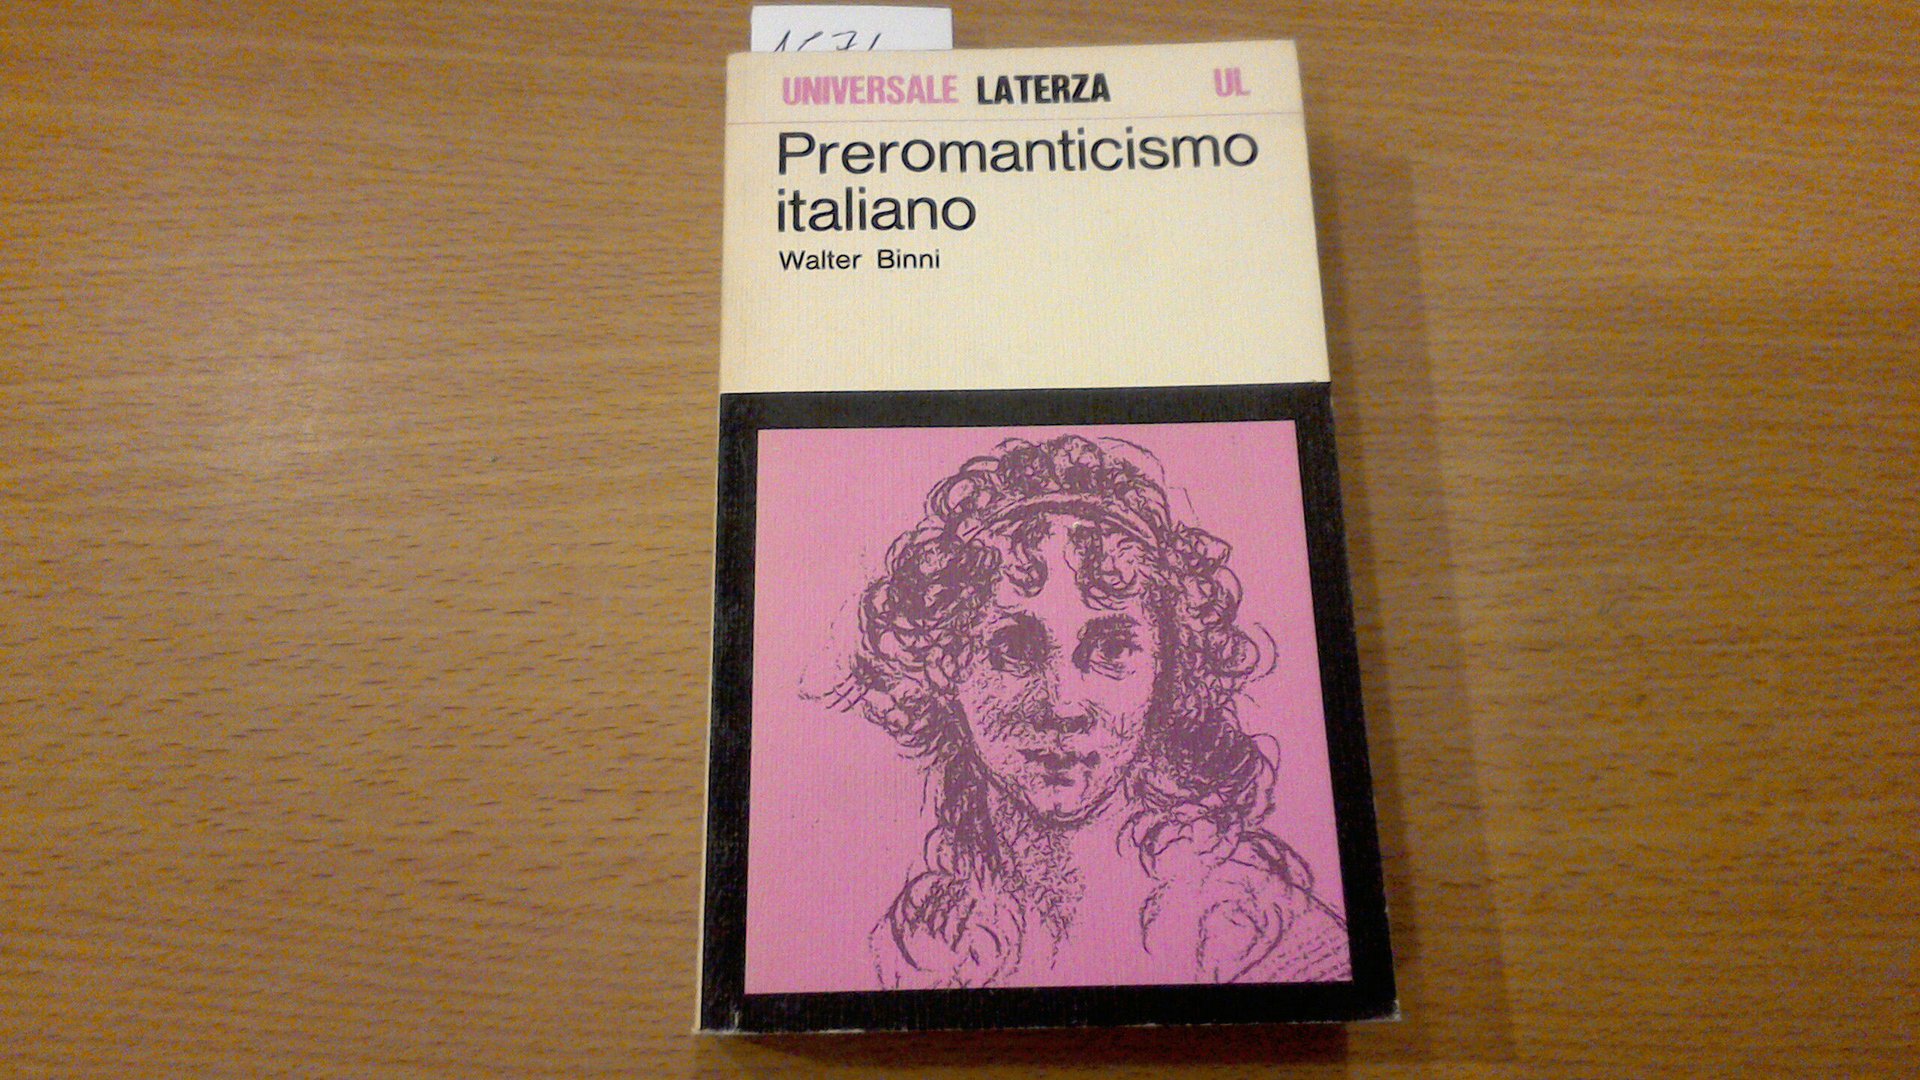 UNIVERSALE LATERZA UL
Preromanticismo
italiano
Walter Binni